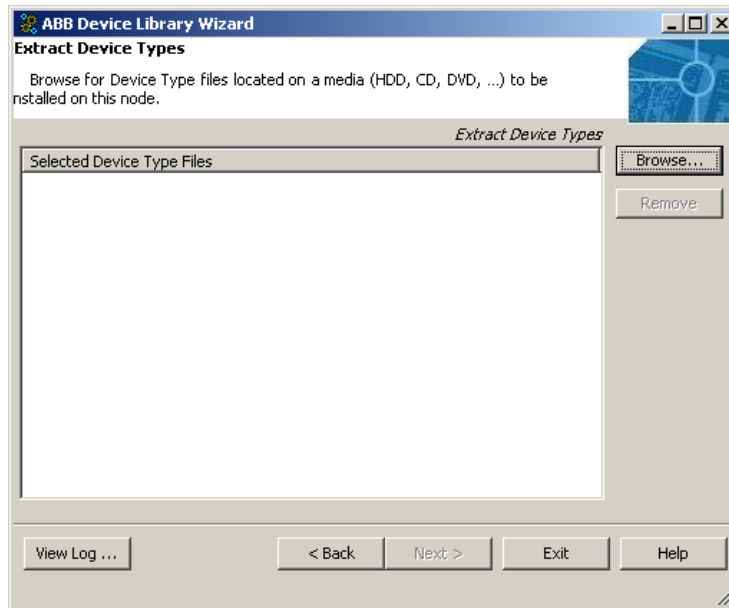 ABB Device Library Wizard
Extract Device Types
Browse for Device Type files located on a media (HDD, CD, DVD, ...) to be
nstalled on this node.
Extract Device Types
Selected Device Type Files
Browse...
Remove
View Log ...
< Back
Next >
Exit
Help